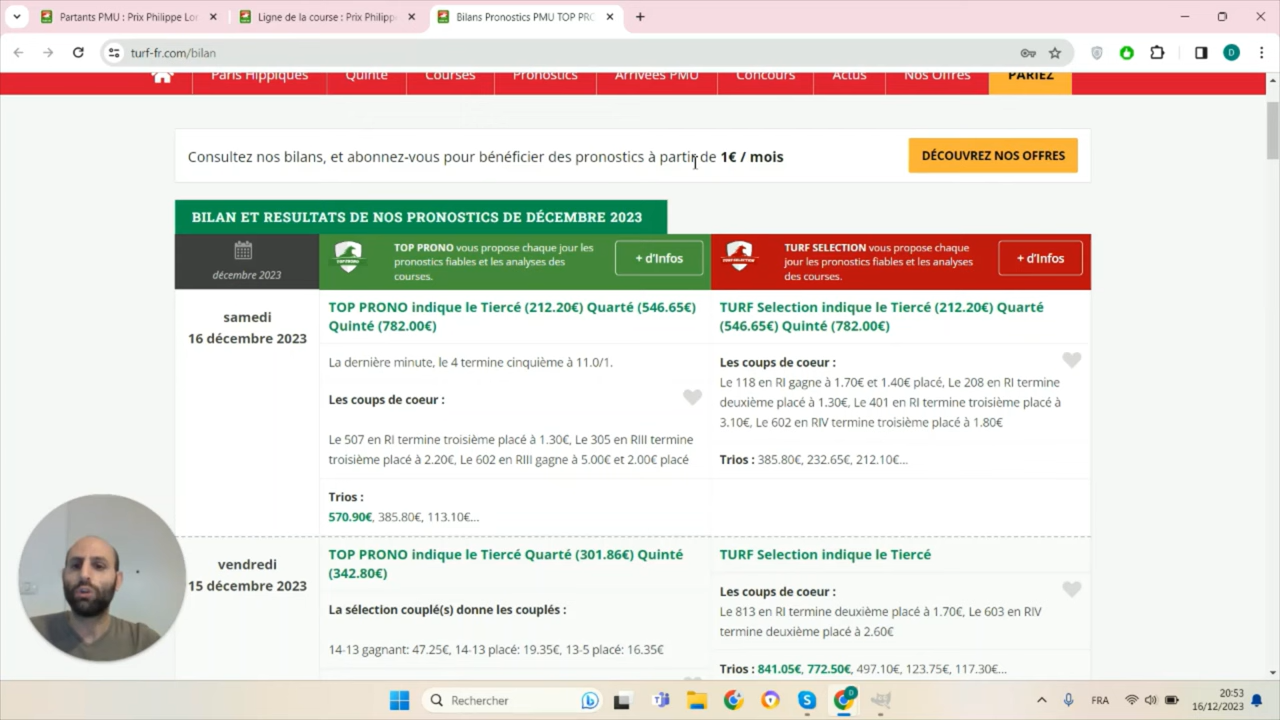 Partants PMU : Prix Philippe Lo
Ligne de la course : Prix Philippe
Bilans Pronostics PMU TOP PRO
turf-fr.com/bilan
D
Paris Hippiques
Quinté
Courses
Pronostics
Arrivées PMU
Concours
Actus
Nos Offres
PARIEZ
Consultez nos bilans, et abonnez-vous pour bénéficier des pronostics à partir de 1€ / mois
DÉCOUVREZ NOS OFFRES
BILAN ET RESULTATS DE NOS PRONOSTICS DE DÉCEMBRE 2023
décembre 2023
TOP PRONO vous propose chaque jour les
pronostics fiables et les analyses des
courses.
+ d'Infos
TURF SELECTION vous propose chaque
jour les pronostics fiables et les analyses
des courses.
+ d'Infos
samedi
16 décembre 2023
TOP PRONO indique le Tiercé (212.20€) Quarté (546.65€)
Quinté (782.00€)
La dernière minute, le 4 termine cinquième à 11.0/1.
Les coups de coeur :
Le 507 en RI termine troisième placé à 1.30€, Le 305 en RIII termine
troisième placé à 2.20€, Le 602 en RIII gagne à 5.00€ et 2.00€ placé
Trios :
570.90€, 385.80€, 113.10€...
TURF Selection indique le Tiercé (212.20€) Quarté
(546.65€) Quinté (782.00€)
Les coups de coeur :
Le 118 en RI gagne à 1.70€ et 1.40€ placé, Le 208 en RI termine
deuxième placé à 1.30€, Le 401 en RI termine troisième placé à
3.10€, Le 602 en RIV termine troisième placé à 1.80€
Trios : 385.80€, 232.65€, 212.10€...
vendredi
15 décembre 2023
TOP PRONO indique le Tiercé Quarté (301.86€) Quinté
(342.80€)
La sélection couplé(s) donne les couplés :
14-13 gagnant: 47.25€, 14-13 placé: 19.35€, 13-5 placé: 16.35€
TURF Selection indique le Tiercé
Les coups de coeur :
Le 813 en RI termine deuxième placé à 1.70€, Le 603 en RIV
termine deuxième placé à 2.60€
Trios : 841.05€, 772.50€, 497.10€, 123.75€, 117.30€...
Rechercher
FRA
20:53
16/12/2023